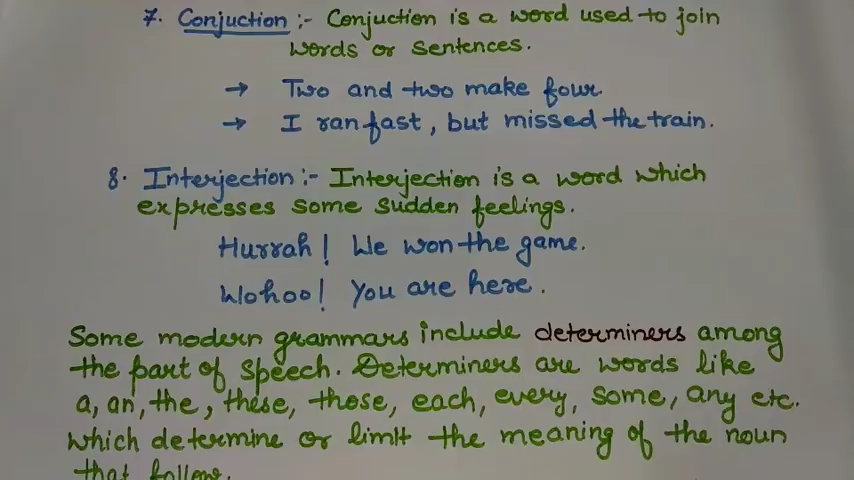 7. Conjuction :- Conjuction is a word used to join
words or sentences.
→ Two and two make four.
→ I ran fast, but missed the train.
8. Interjection :- Interjection is a word which
expresses some sudden feelings.
Hurrah! We won the game.
Wohoo! You are here.
Some modern grammars include determiners among
the part of speech. Determiners are words like
a, an, the, these, those, each, every, some, any etc.
which determine or limit the meaning of the noun
that follow.